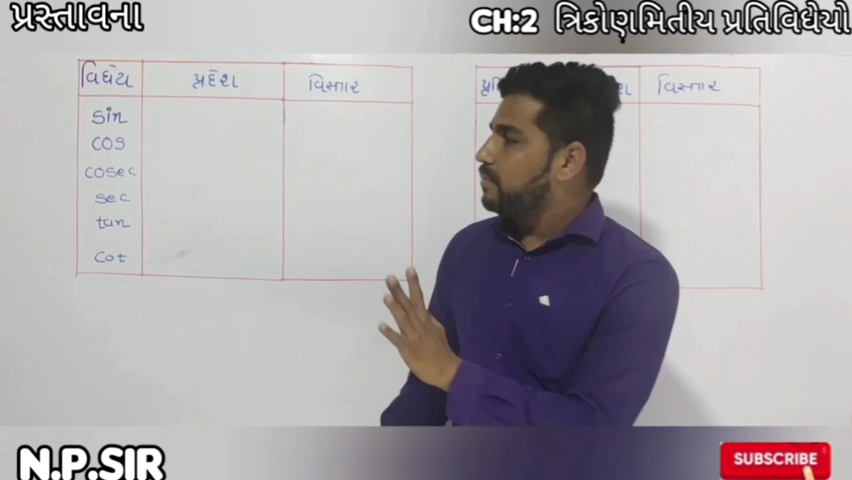 પ્રસ્તાવના
CH:2 ત્રિકોણમિતીય પ્રતિવિધેયો
વિધેય પ્રદેશ વિસ્તાર
વિસ્તાર
sin
cos
cosec
sec
tan
cot
N.P.SIR
SUBSCRIBE